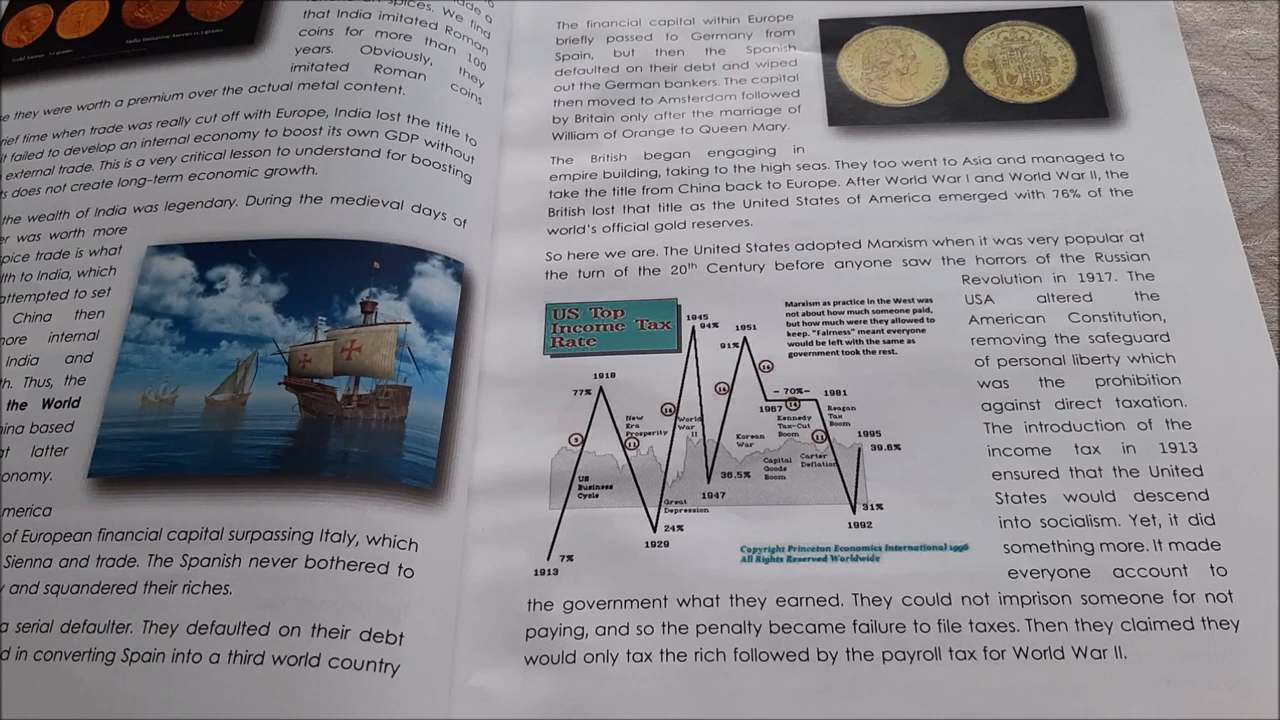 spices. We find
that India imitated Roman
coins for more than 100
years. Obviously, they
imitated Roman coins
they were worth a premium over the actual metal content.
rief time when trade was really cut off with Europe, India lost the title to
it failed to develop an internal economy to boost its own GDP without
external trade. This is a very critical lesson to understand for boosting
does not create long-term economic growth.
the wealth of India was legendary. During the medieval days of
er was worth more
pice trade is what
lth to India, which
attempted to set
China then
more internal
India and
h. Thus, the
the World
ina based
at latter
onomy.
merica
of European financial capital surpassing Italy, which
Sienna and trade. The Spanish never bothered to
and squandered their riches.
a serial defaulter. They defaulted on their debt
d in converting Spain into a third world country
The financial capital within Europe
briefly passed to Germany from
Spain, but then the Spanish
defaulted on their debt and wiped
out the German bankers. The capital
then moved to Amsterdam followed
by Britain only after the marriage of
William of Orange to Queen Mary.
The British began engaging in
empire building, taking to the high seas. They too went to Asia and managed to
take the title from China back to Europe. After World War I and World War II, the
British lost that title as the United States of America emerged with 76% of the
world's official gold reserves.
So here we are. The United States adopted Marxism when it was very popular at
the turn of the 20th Century before anyone saw the horrors of the Russian
Revolution in 1917. The
USA altered the
American Constitution,
removing the safeguard
of personal liberty which
was the prohibition
against direct taxation.
The introduction of the
income tax in 1913
ensured that the United
States would descend
into socialism. Yet, it did
something more. It made
everyone account to
US Top
Income Tax
Rate
Marxism as practice in the West was
not about how much someone paid,
but how much were they allowed to
keep. "Fairness" meant everyone
would be left with the same as
government took the rest.
1945
94%
1951
91%
1918
77%
- 70% -
1981
1967
New
Era
Prosperity
World
War
II
Korean
War
Kennedy
Tax-Cut
Boom
Reagan
Tax
Boom
1995
39.6%
US
Business
Cycle
Capital
Goods
Boom
Carter
Deflation
36.5%
1947
Great
Depression
24%
1929
31%
1992
7%
1913
Copyright Princeton Economics International 1996
All Rights Reserved Worldwide
the government what they earned. They could not imprison someone for not
paying, and so the penalty became failure to file taxes. Then they claimed they
would only tax the rich followed by the payroll tax for World War II.